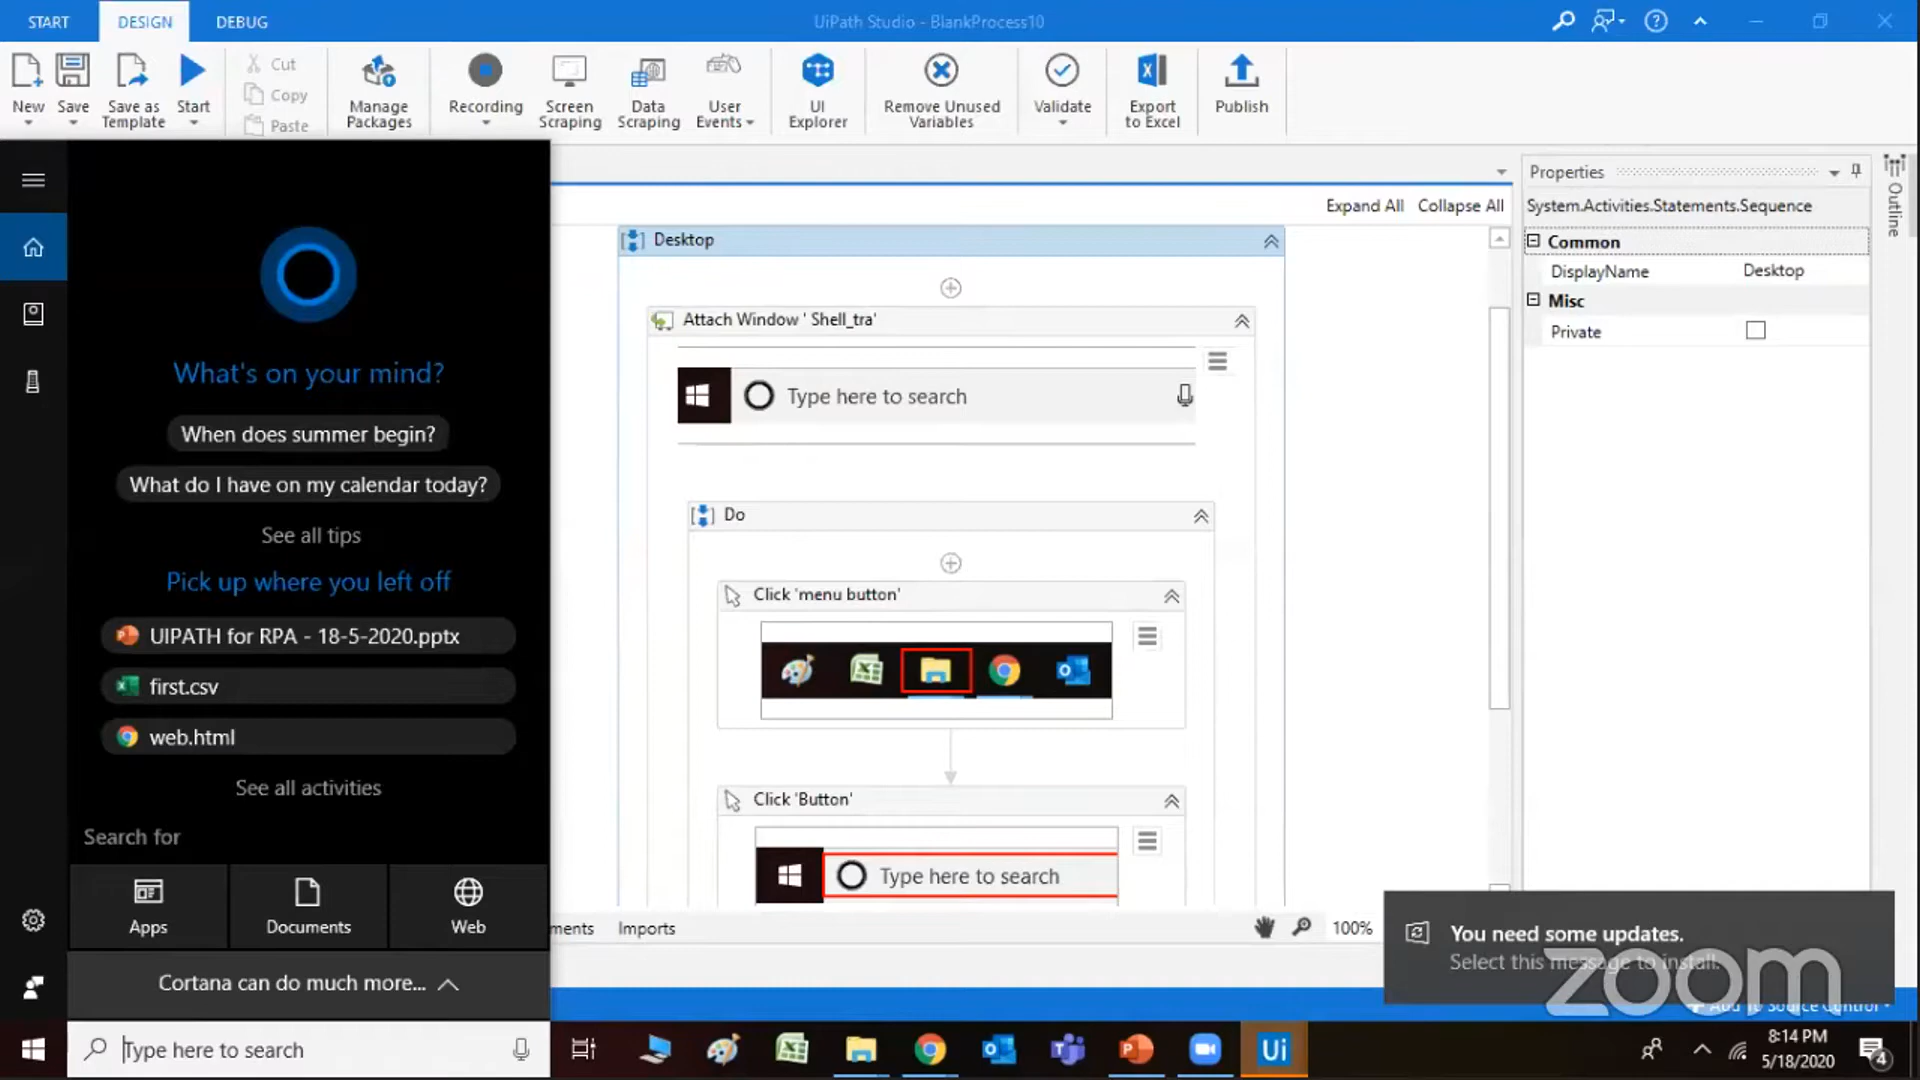 START DESIGN DEBUG UiPath Studio - BlankProcess10
New
Save
Save as
Template
Start
Cut
Copy
Paste
Manage
Packages
Recording
Screen
Scraping
Data
Scraping
User
Events
UI
Explorer
Remove Unused
Variables
Validate
Export
to Excel
Publish
What's on your mind?
When does summer begin?
What do I have on my calendar today?
See all tips
Pick up where you left off
UIPATH for RPA - 18-5-2020.pptx
first.csv
web.html
See all activities
Search for
Apps
Documents
Web
Cortana can do much more...
Type here to search
Expand All Collapse All
Desktop
Attach Window ' Shell_tra'
Type here to search
Do
Click 'menu button'
Click 'Button'
Type here to search
ments Imports
100%
Properties
System.Activities.Statements.Sequence
Common
DisplayName Desktop
Misc
Private
Outline
You need some updates.
Select this message to install.
zoom
Add to Source Control
Ui
8:14 PM
5/18/2020
4